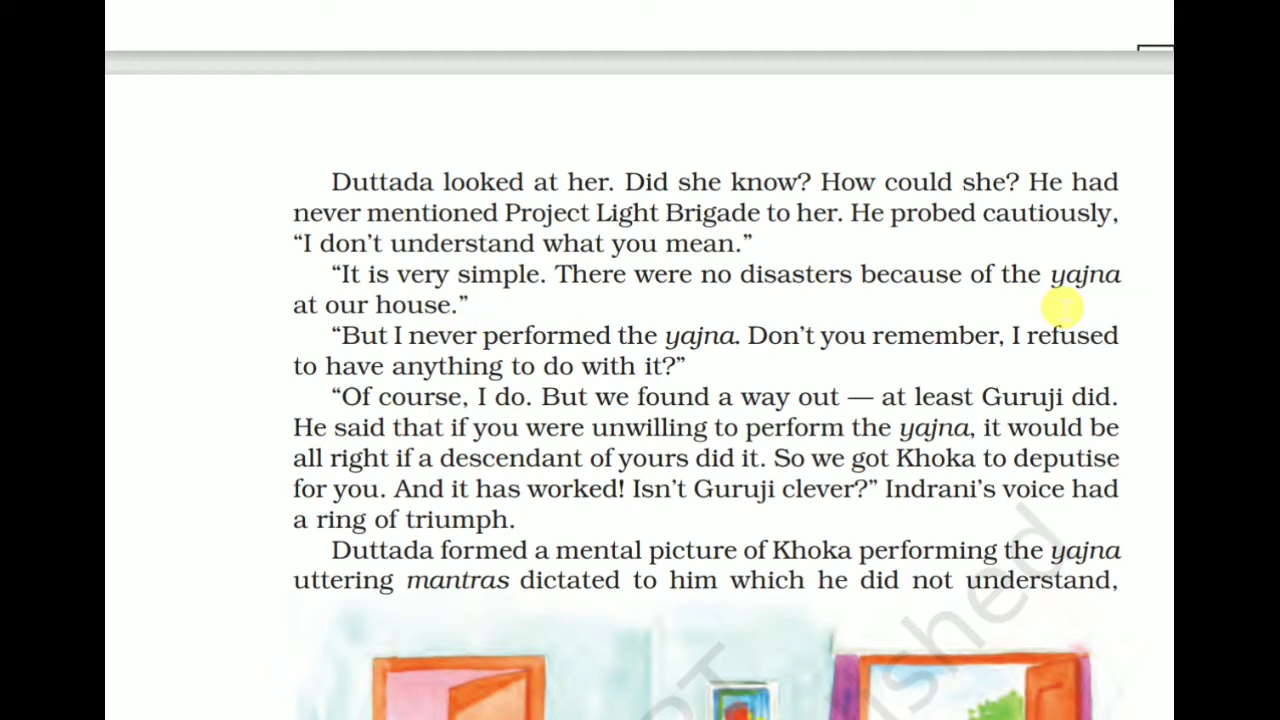 Duttada looked at her. Did she know? How could she? He had
never mentioned Project Light Brigade to her. He probed cautiously,
“I don’t understand what you mean.”
“It is very simple. There were no disasters because of the yajna
at our house.”
“But I never performed the yajna. Don’t you remember, I refused
to have anything to do with it?”
“Of course, I do. But we found a way out — at least Guruji did.
He said that if you were unwilling to perform the yajna, it would be
all right if a descendant of yours did it. So we got Khoka to deputise
for you. And it has worked! Isn’t Guruji clever?” Indrani’s voice had
a ring of triumph.
Duttada formed a mental picture of Khoka performing the yajna
uttering mantras dictated to him which he did not understand,